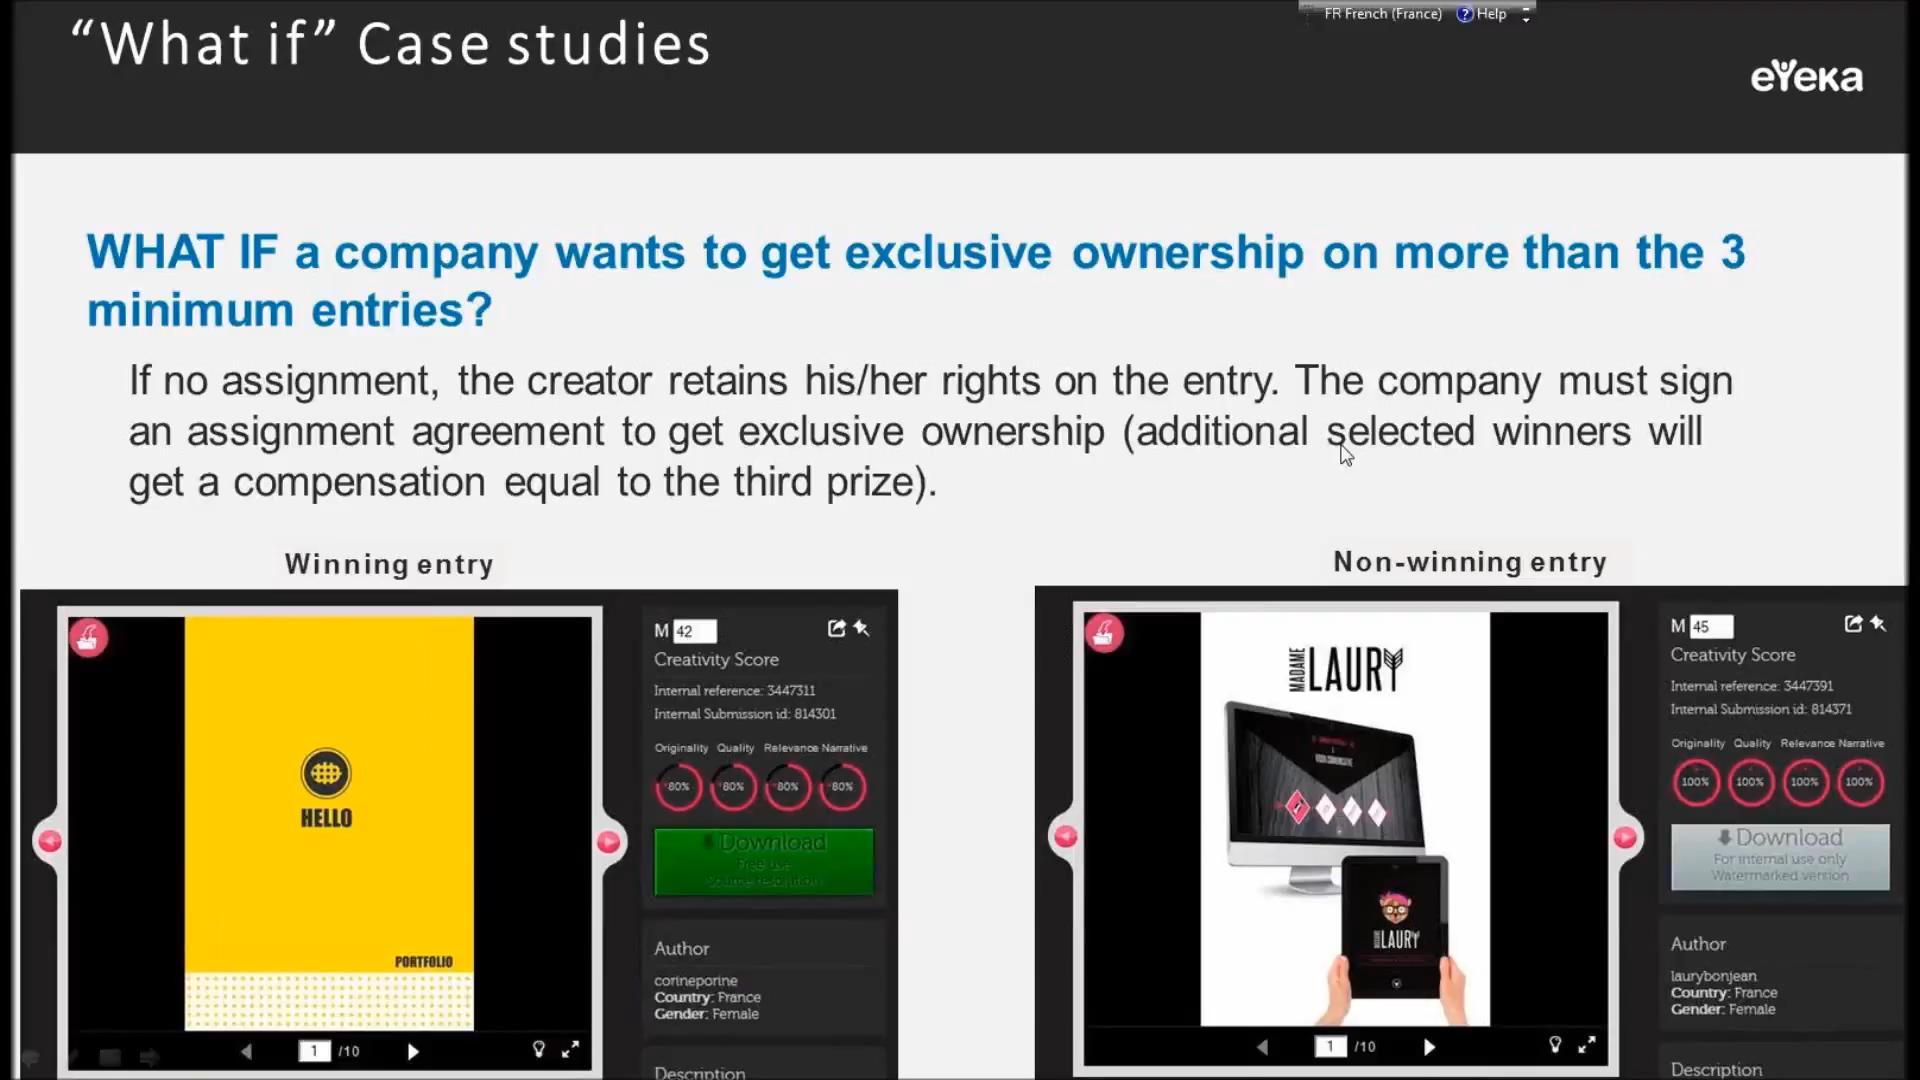 “What if” Case studies
FR French (France) Help
eYeka
WHAT IF a company wants to get exclusive ownership on more than the 3
minimum entries?
If no assignment, the creator retains his/her rights on the entry. The company must sign
an assignment agreement to get exclusive ownership (additional selected winners will
get a compensation equal to the third prize).
Winning entry
HELLO
PORTFOLIO
1 /10
M 42
Creativity Score
Internal reference: 3447311
Internal Submission id: 814301
Originality Quality Relevance Narrative
80% 80% 80% 80%
Download
Free use
Source resolution
Author
corineporine
Country: France
Gender: Female
Description
Non-winning entry
MADAME LAURY
LAURY
1 /10
M 45
Creativity Score
Internal reference: 3447391
Internal Submission id: 814371
Originality Quality Relevance Narrative
100% 100% 100% 100%
Download
For internal use only
Watermarked version
Author
laurybonjean
Country: France
Gender: Female
Description